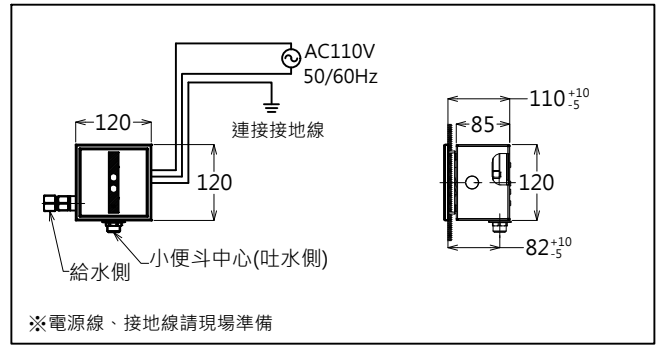 AC110V
50/60Hz
連接接地線
120
120
給水側
小便斗中心(吐水側)
110 +10 -5
85
120
82 +10 -5
※電源線、接地線請現場準備